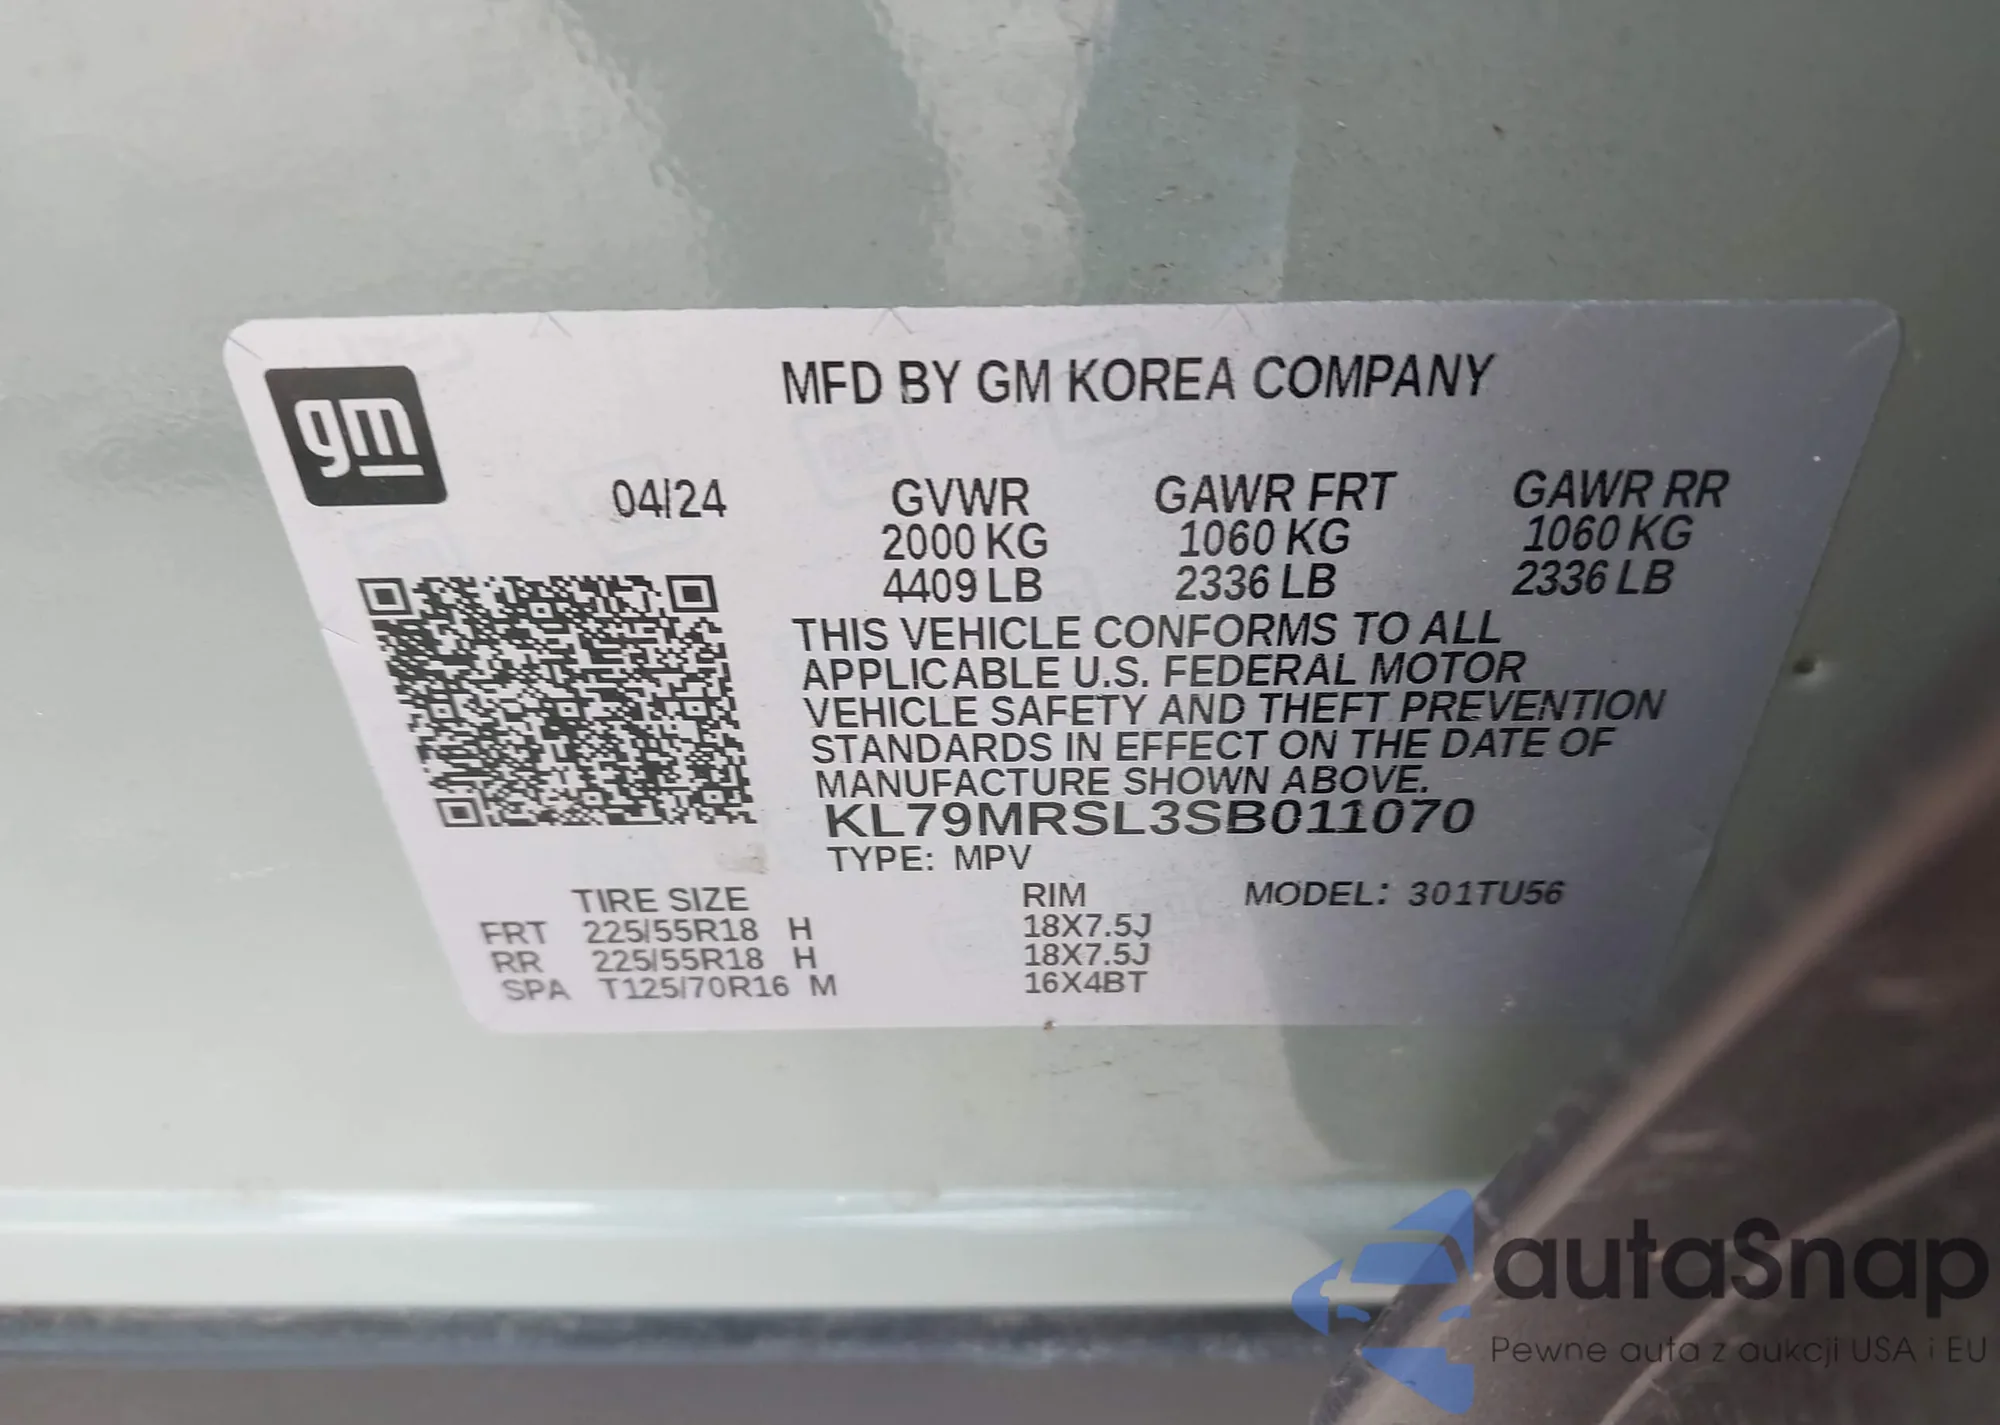 gm
MFD BY GM KOREA COMPANY
04/24 GVWR GAWR FRT GAWR RR
2000 KG 1060 KG 1060 KG
4409 LB 2336 LB 2336 LB
THIS VEHICLE CONFORMS TO ALL
APPLICABLE U.S. FEDERAL MOTOR
VEHICLE SAFETY AND THEFT PREVENTION
STANDARDS IN EFFECT ON THE DATE OF
MANUFACTURE SHOWN ABOVE.
KL79MRSL3SB011070
TYPE: MPV
TIRE SIZE RIM MODEL: 301TU56
FRT 225/55R18 H 18X7.5J
RR 225/55R18 H 18X7.5J
SPA T125/70R16 M 16X4BT
autaSnap
Pewne auta z aukcji USA i EU